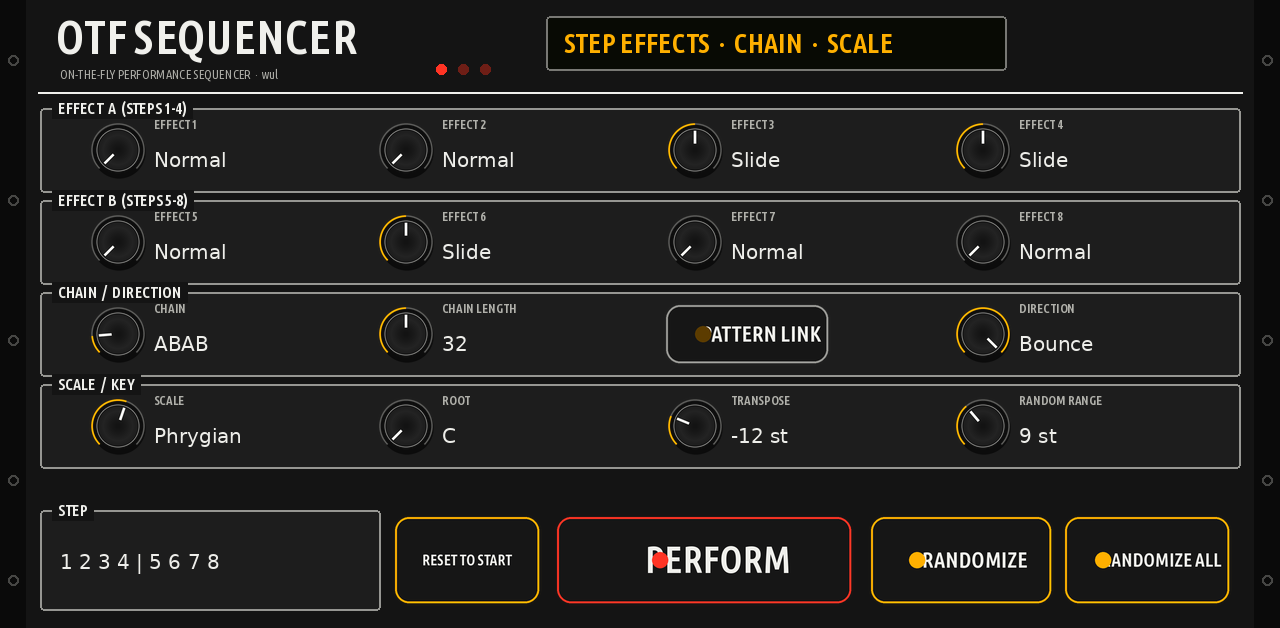 OTF SEQUENCER
ON-THE-FLY PERFORMANCE SEQUENCER · wul
STEP EFFECTS · CHAIN · SCALE
EFFECT A (STEPS 1-4)
EFFECT 1
Normal
EFFECT 2
Normal
EFFECT 3
Slide
EFFECT 4
Slide
EFFECT B (STEPS 5-8)
EFFECT 5
Normal
EFFECT 6
Slide
EFFECT 7
Normal
EFFECT 8
Normal
CHAIN / DIRECTION
CHAIN
ABAB
CHAIN LENGTH
32
PATTERN LINK
DIRECTION
Bounce
SCALE / KEY
SCALE
Phrygian
ROOT
C
TRANSPOSE
-12 st
RANDOM RANGE
9 st
STEP
1 2 3 4 | 5 6 7 8
RESET TO START
PERFORM
RANDOMIZE
RANDOMIZE ALL